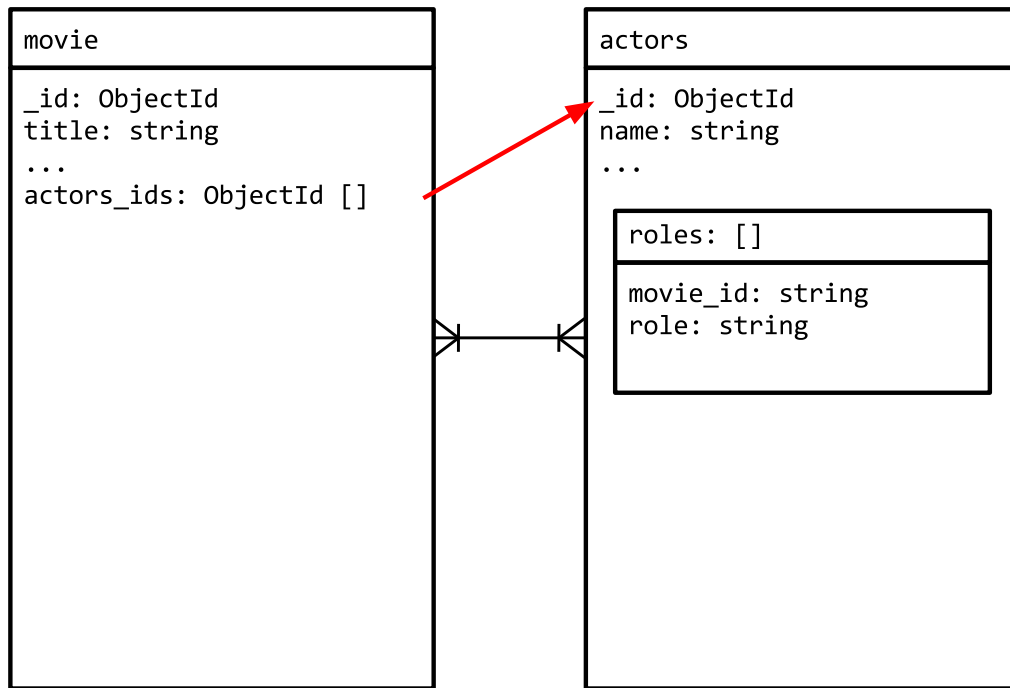 movie
_id: ObjectId
title: string
...
actors_ids: ObjectId []
actors
_id: ObjectId
name: string
...
roles: []
movie_id: string
role: string